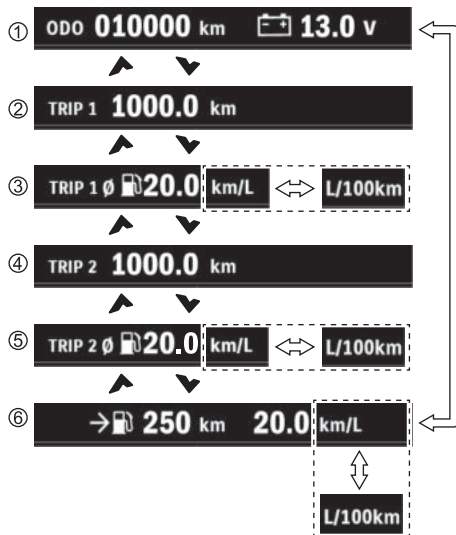 ① ODO 010000 km 13.0 V
② TRIP 1 1000.0 km
③ TRIP 1 Ø 20.0 km/L L/100km
④ TRIP 2 1000.0 km
⑤ TRIP 2 Ø 20.0 km/L L/100km
⑥ → 250 km 20.0 km/L
L/100km